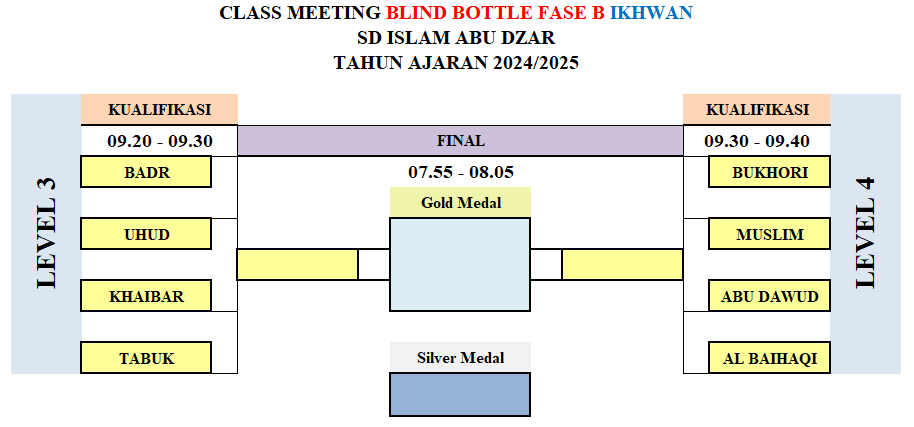 CLASS MEETING BLIND BOTTLE FASE B IKHWAN
SD ISLAM ABU DZAR
TAHUN AJARAN 2024/2025
LEVEL 3
KUALIFIKASI
09.20 - 09.30
BADR
UHUD
KHAIBAR
TABUK
FINAL
07.55 - 08.05
Gold Medal
Silver Medal
KUALIFIKASI
09.30 - 09.40
BUKHORI
MUSLIM
ABU DAWUD
AL BAIHAQI
LEVEL 4